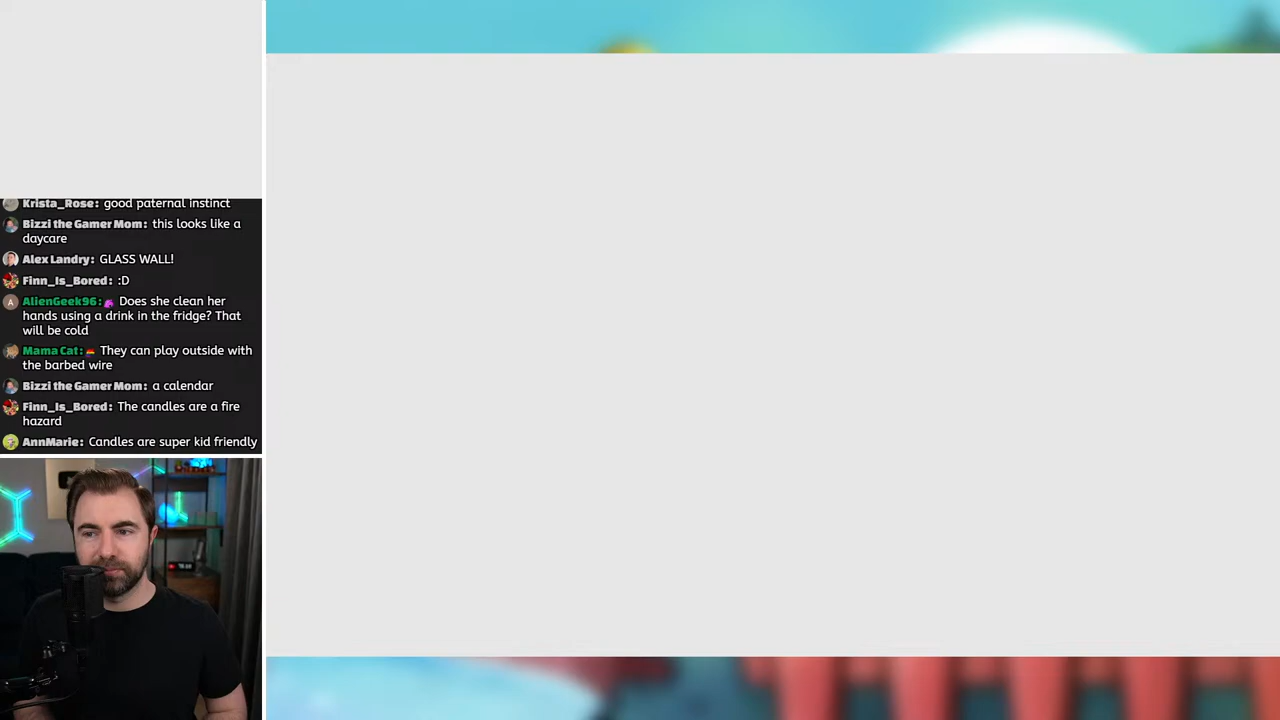 Krista_Rose: good paternal instinct
Bizzi the Gamer Mom: this looks like a
daycare
Alex Landry: GLASS WALL!
Finn_Is_Bored: :D
A AlienGeek96: Does she clean her
hands using a drink in the fridge? That
will be cold
Mama Cat: They can play outside with
the barbed wire
Bizzi the Gamer Mom: a calendar
Finn_Is_Bored: The candles are a fire
hazard
AnnMarie: Candles are super kid friendly